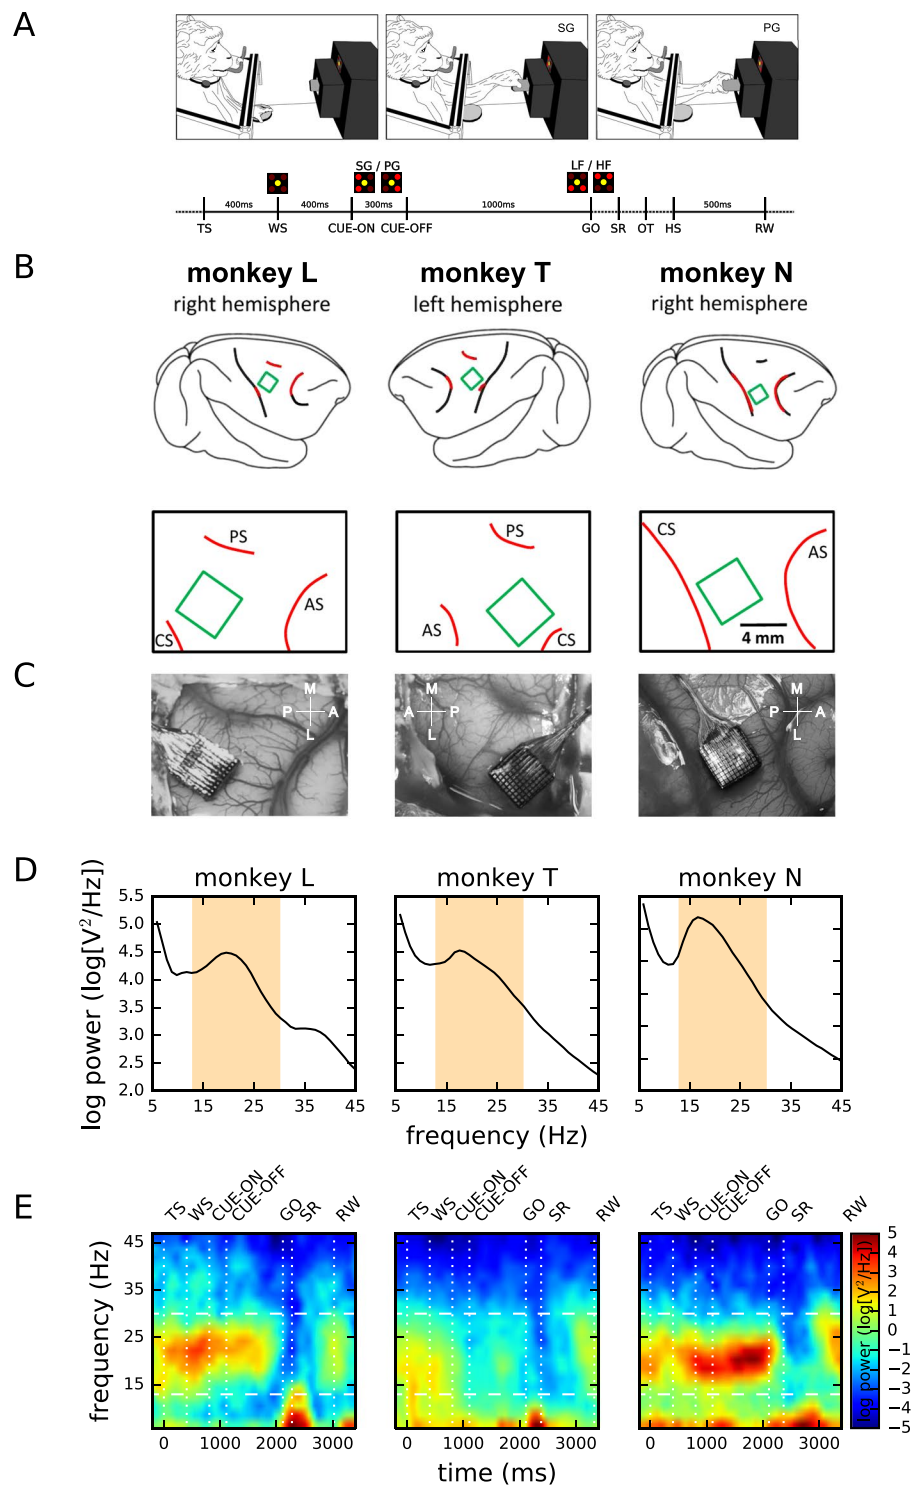 A
SG
PG
SG / PG
LF / HF
400ms
400ms
300ms
1000ms
500ms
TS
WS
CUE-ON
CUE-OFF
GO
SR
OT
HS
RW
B
monkey L
monkey T
monkey N
right hemisphere
left hemisphere
right hemisphere
PS
AS
CS
PS
AS
CS
CS
AS
4 mm
C
M
P A
L
M
A P
L
M
P A
L
D
monkey L
monkey T
monkey N
log power (log[V²/Hz])
5.5
5.0
4.5
4.0
3.5
3.0
2.5
2.0
5 15 25 35 45
5 15 25 35 45
5 15 25 35 45
frequency (Hz)
E
TS WS CUE-ON CUE-OFF GO SR RW
TS WS CUE-ON CUE-OFF GO SR RW
TS WS CUE-ON CUE-OFF GO SR RW
frequency (Hz)
45
35
25
15
0 1000 2000 3000
0 1000 2000 3000
0 1000 2000 3000
time (ms)
5
4
3
2
1
0
−1
−2
−3
−4
−5
log power (log[V²/Hz])